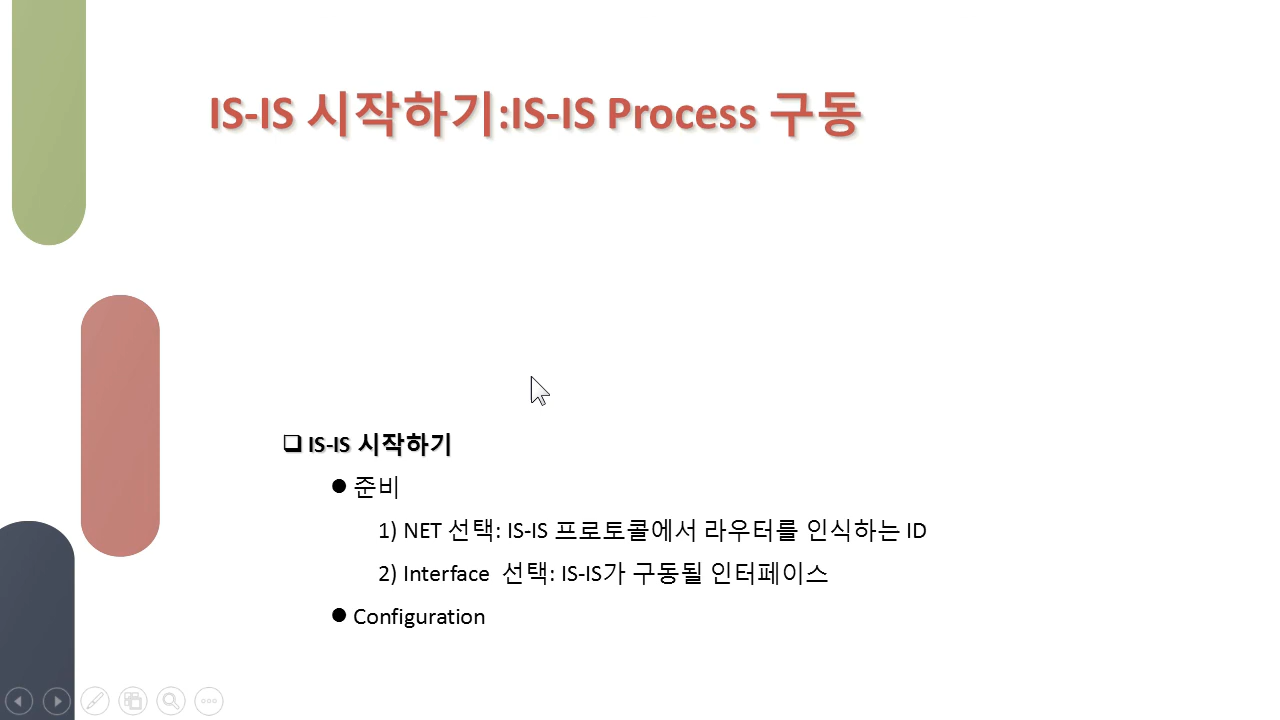 IS-IS 시작하기:IS-IS Process 구동
❑ IS-IS 시작하기
● 준비
1) NET 선택: IS-IS 프로토콜에서 라우터를 인식하는 ID
2) Interface 선택: IS-IS가 구동될 인터페이스
● Configuration